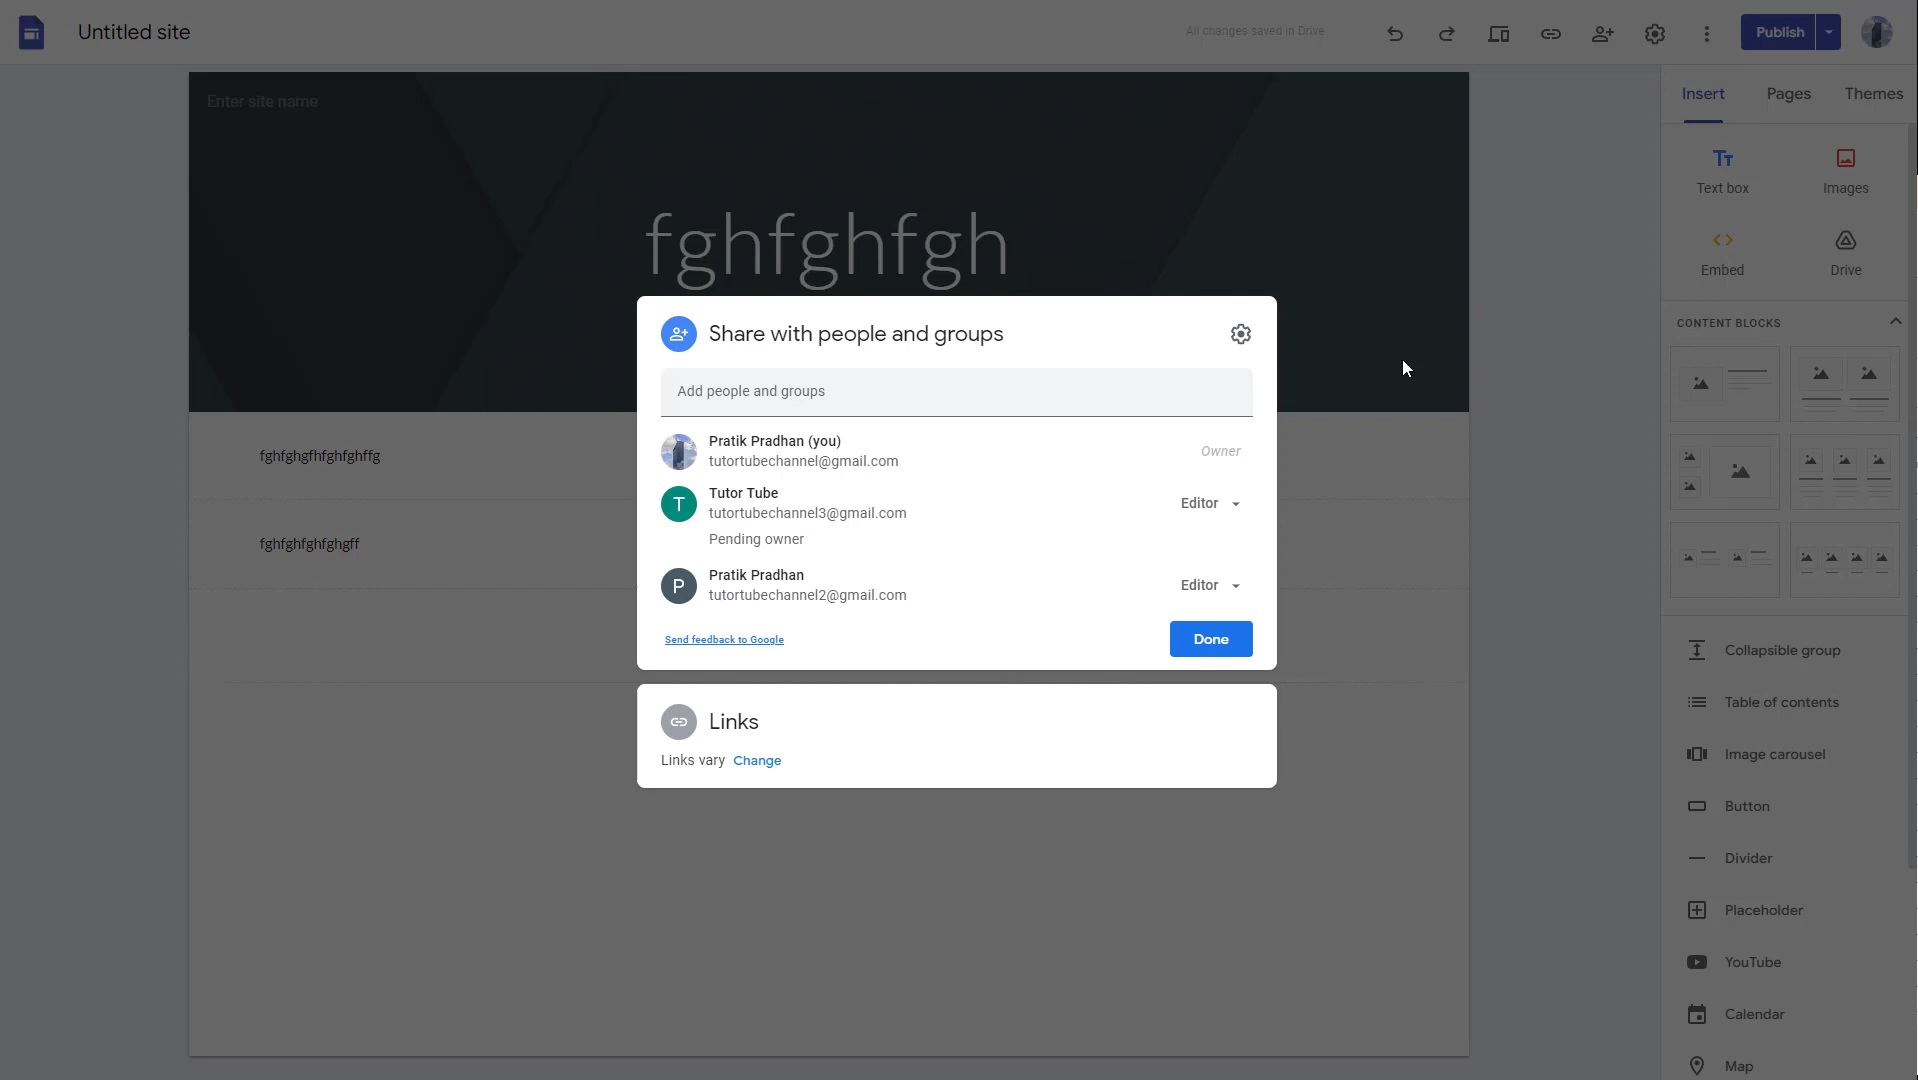 Untitled site
All changes saved in Drive
Publish
Enter site name
Insert
Pages
Themes
fghfghfgh
Text box
Images
Embed
Drive
CONTENT BLOCKS
Share with people and groups
Add people and groups
Pratik Pradhan (you)
tutortubechannel@gmail.com
Owner
T
Tutor Tube
tutortubechannel3@gmail.com
Editor
Pending owner
P
Pratik Pradhan
tutortubechannel2@gmail.com
Editor
Send feedback to Google
Done
Links
Links vary Change
fghfghgfhfghfghffg
fghfghfghfghgff
Collapsible group
Table of contents
Image carousel
Button
Divider
Placeholder
YouTube
Calendar
Map